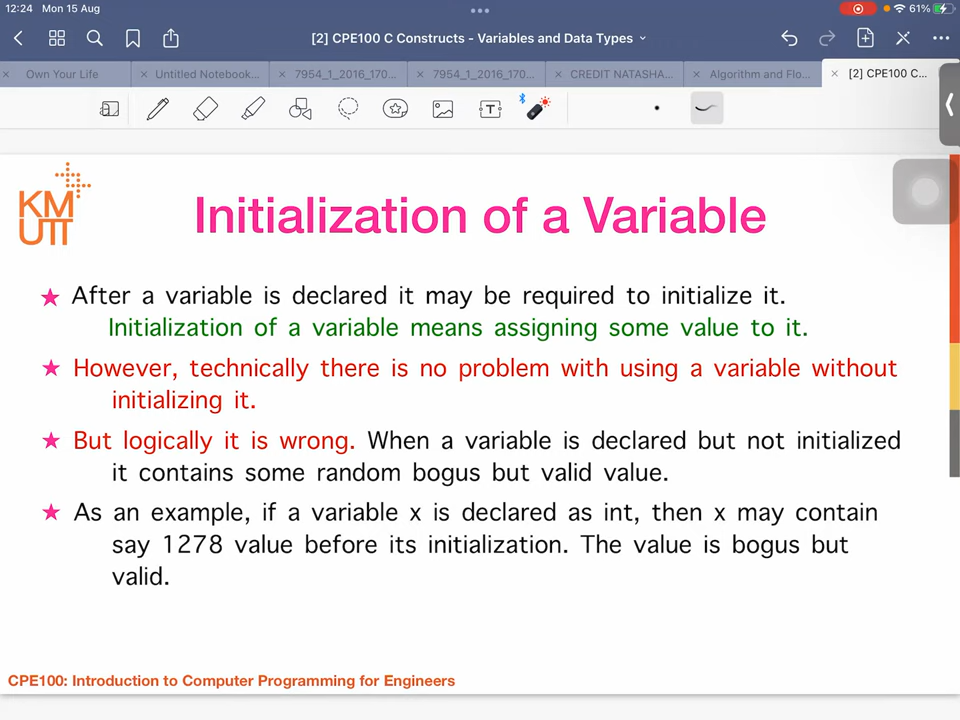 12:24 Mon 15 Aug
61%
[2] CPE100 C Constructs - Variables and Data Types
Own Your Life
Untitled Notebook...
7954_1_2016_170...
7954_1_2016_170...
CREDIT NATASHA...
Algorithm and Flo...
[2] CPE100 C...
T
KM
UTT
Initialization of a Variable
★ After a variable is declared it may be required to initialize it.
Initialization of a variable means assigning some value to it.
★ However, technically there is no problem with using a variable without
initializing it.
★ But logically it is wrong. When a variable is declared but not initialized
it contains some random bogus but valid value.
★ As an example, if a variable x is declared as int, then x may contain
say 1278 value before its initialization. The value is bogus but
valid.
CPE100: Introduction to Computer Programming for Engineers